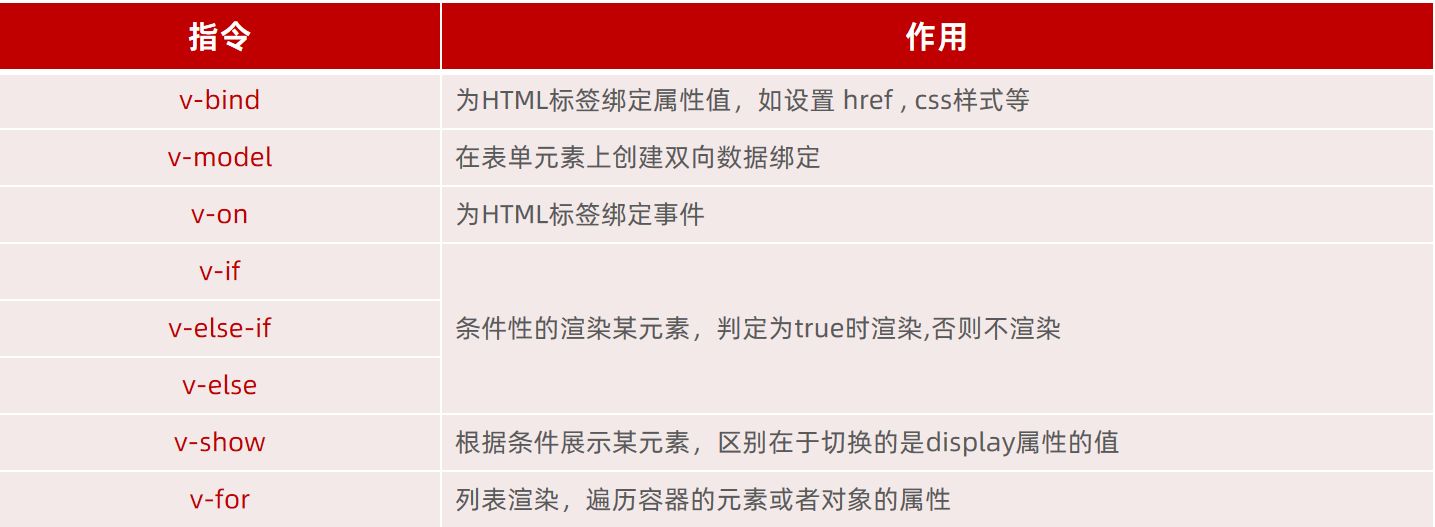 指令
作用
v-bind
为HTML标签绑定属性值，如设置 href , css样式等
v-model
在表单元素上创建双向数据绑定
v-on
为HTML标签绑定事件
v-if
v-else-if
条件性的渲染某元素，判定为true时渲染,否则不渲染
v-else
v-show
根据条件展示某元素，区别在于切换的是display属性的值
v-for
列表渲染，遍历容器的元素或者对象的属性